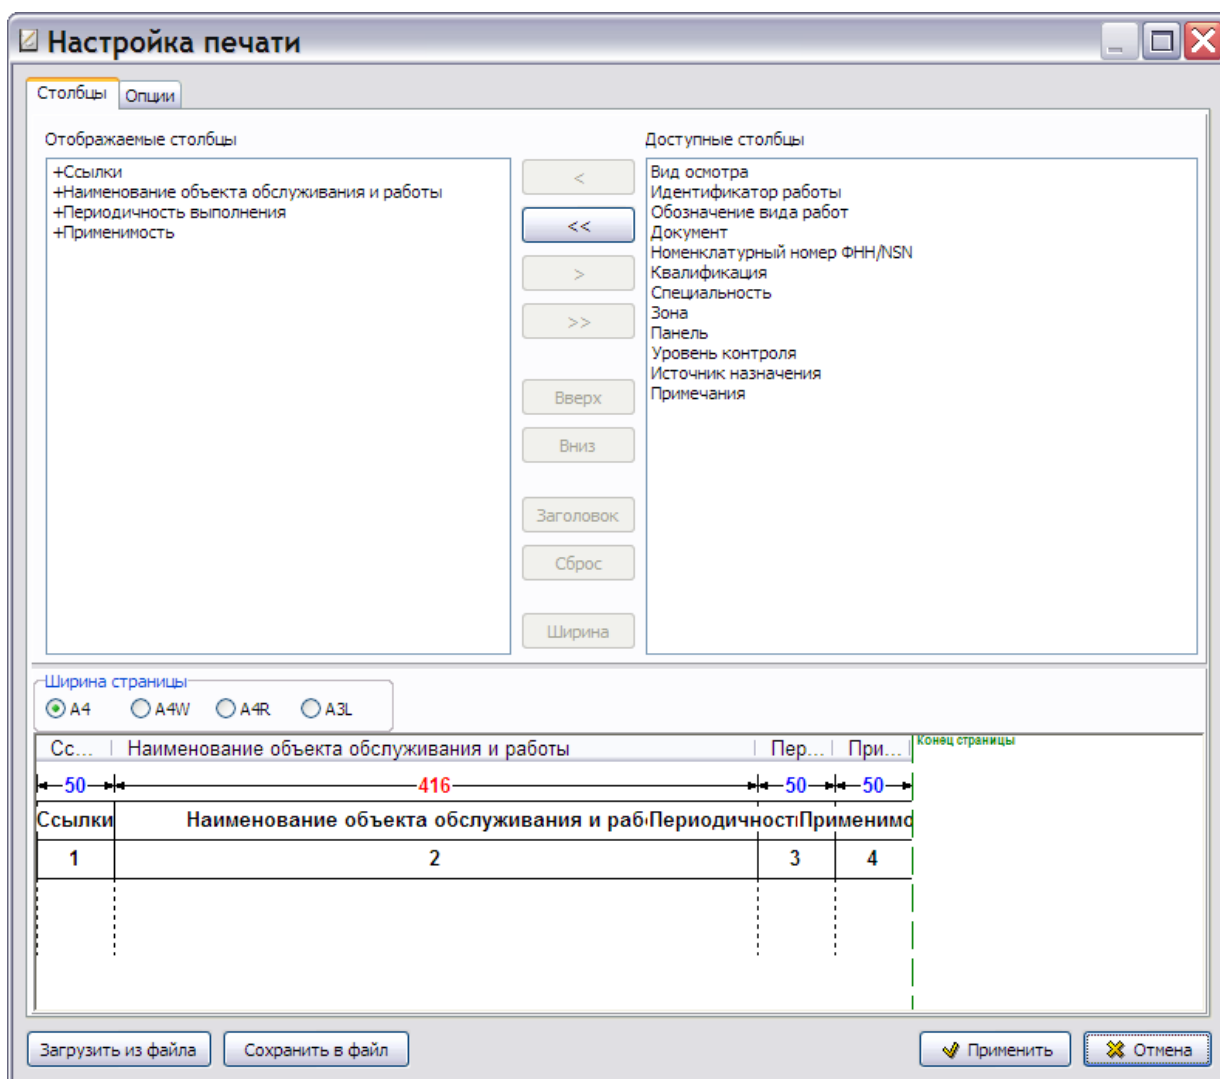 Настройка печати
Столбцы
Опции
Отображаемые столбцы
Доступные столбцы
+Ссылки
+Наименование объекта обслуживания и работы
+Периодичность выполнения
+Применимость
<
<<
>
>>
Вверх
Вниз
Заголовок
Сброс
Ширина
Вид осмотра
Идентификатор работы
Обозначение вида работ
Документ
Номенклатурный номер ФНН/NSN
Квалификация
Специальность
Зона
Панель
Уровень контроля
Источник назначения
Примечания
Ширина страницы
A4 A4W A4R A3L
Сс... Наименование объекта обслуживания и работы Пер... При...
Конец страницы
50 416 50 50
Ссылки Наименование объекта обслуживания и раб Периодичност Применимо
1 2 3 4
Загрузить из файла
Сохранить в файл
Применить
Отмена